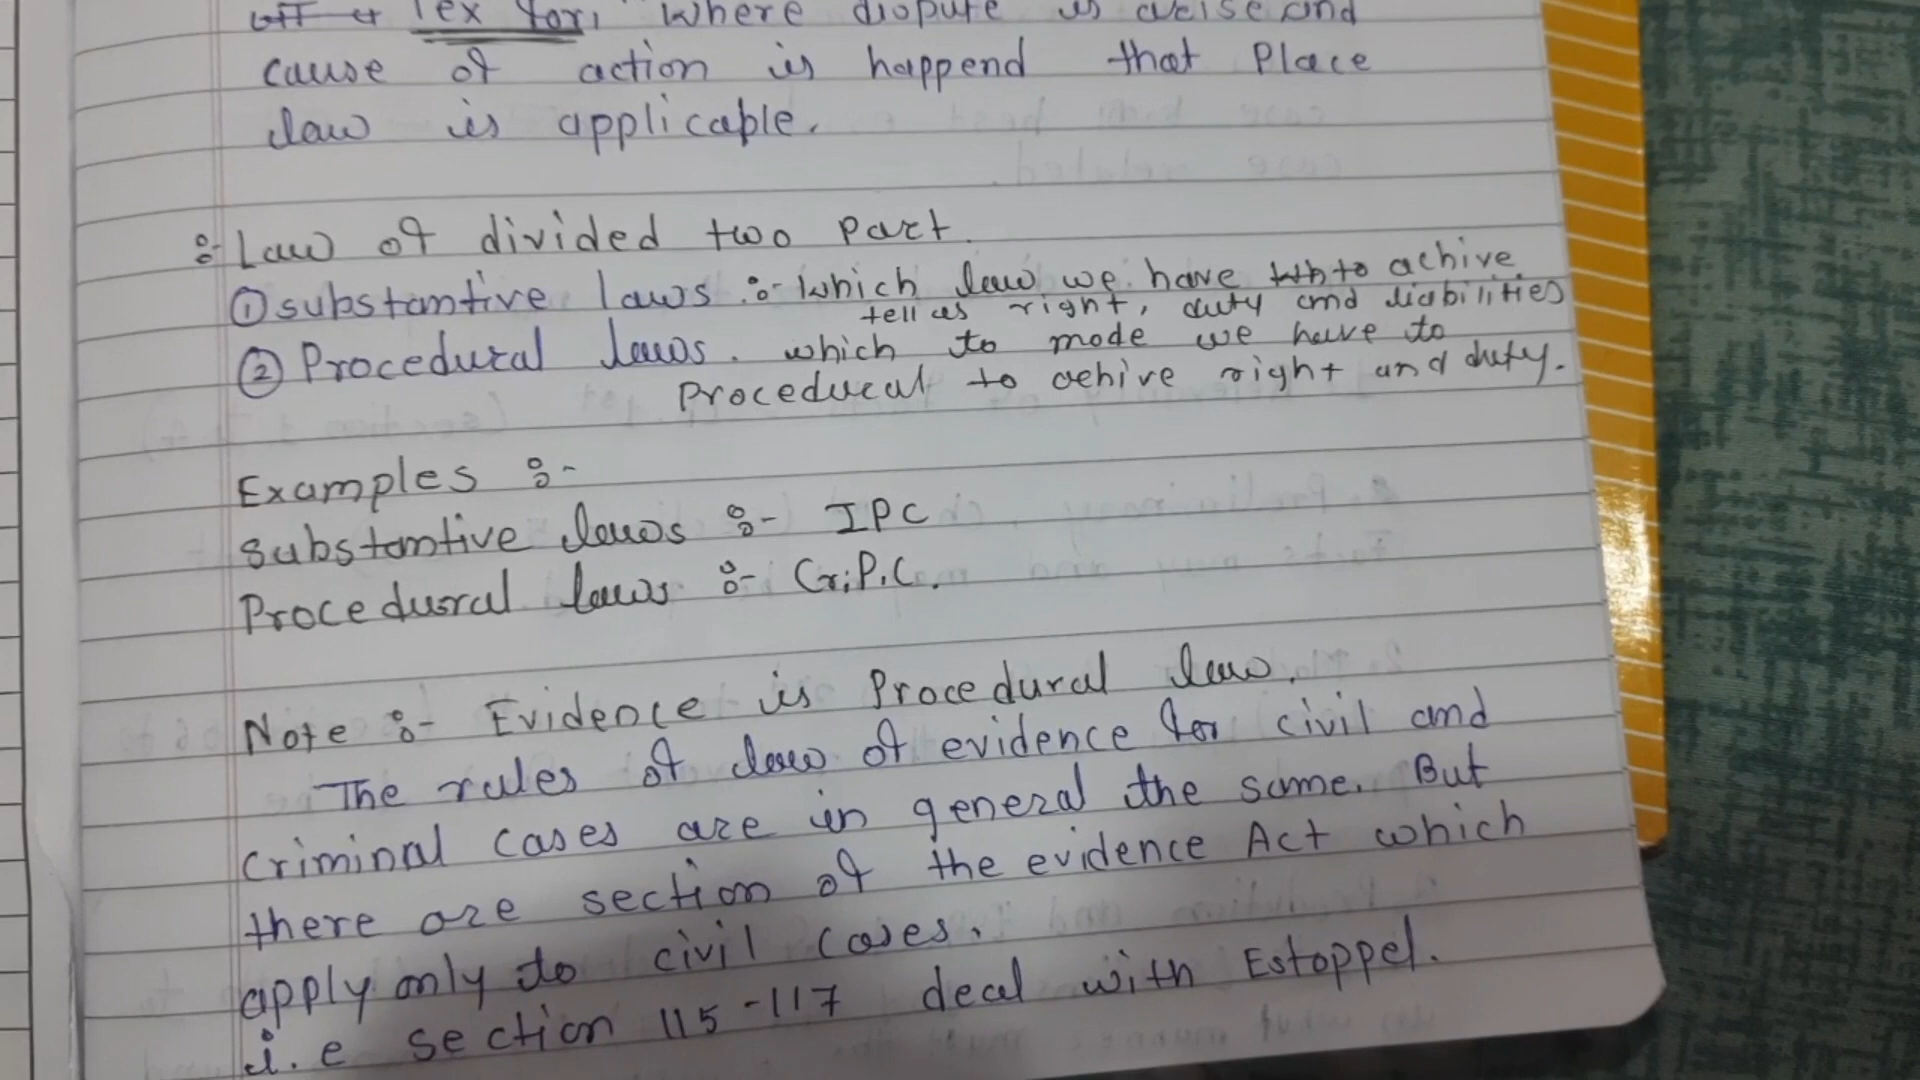 lex fori where dispute is
cause of action is happend that Place
law is applicable.
:- Law of divided two Part.
① substantive laws :- which law we have to achive
tell us right, duty and liabilities
② Procedural laws. which to mode we have to
Procedural to achive right and duty.
Examples :-
substantive laws :- IPC
Procedural laws :- Cr.P.C.
Note :- Evidence is Procedural law.
The rules of law of evidence for civil and
criminal cases are in general the same. But
there are section of the evidence Act which
apply only to civil cases.
i.e section 115-117 deal with Estoppel.